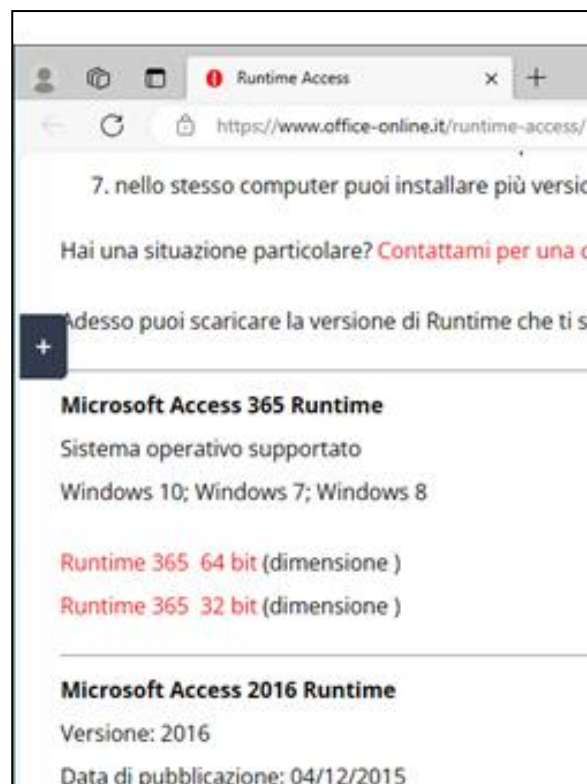 Runtime Access
https://www.office-online.it/runtime-access/
7. nello stesso computer puoi installare più
Hai una situazione particolare? Contattami per una
Adesso puoi scaricare la versione di Runtime che ti
+
Microsoft Access 365 Runtime
Sistema operativo supportato
Windows 10; Windows 7; Windows 8
Runtime 365 64 bit (dimensione )
Runtime 365 32 bit (dimensione )
Microsoft Access 2016 Runtime
Versione: 2016
Data di pubblicazione: 04/12/2015